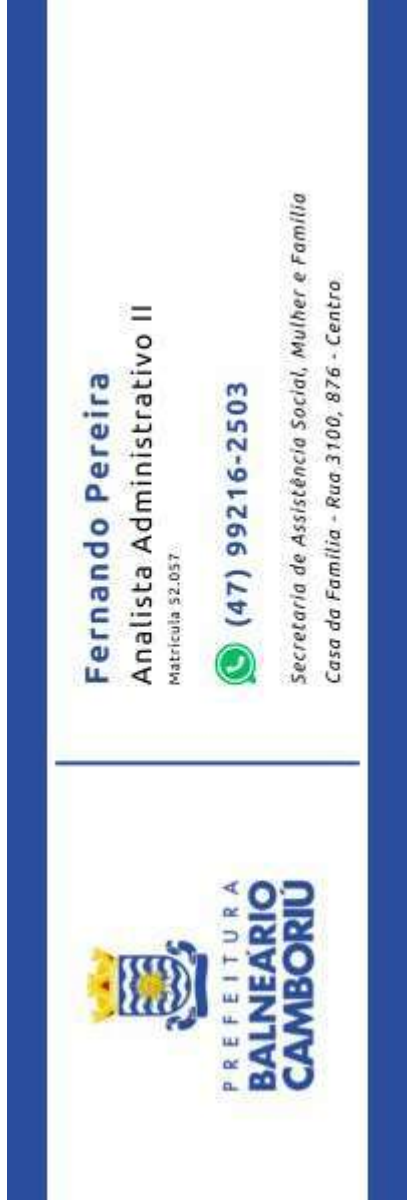 PREFEITURA
BALNEÁRIO
CAMBORIÚ
Fernando Pereira
Analista Administrativo II
Matrícula 52.057
(47) 99216-2503
Secretaria de Assistência Social, Mulher e Família
Casa da Família - Rua 3100, 876 - Centro